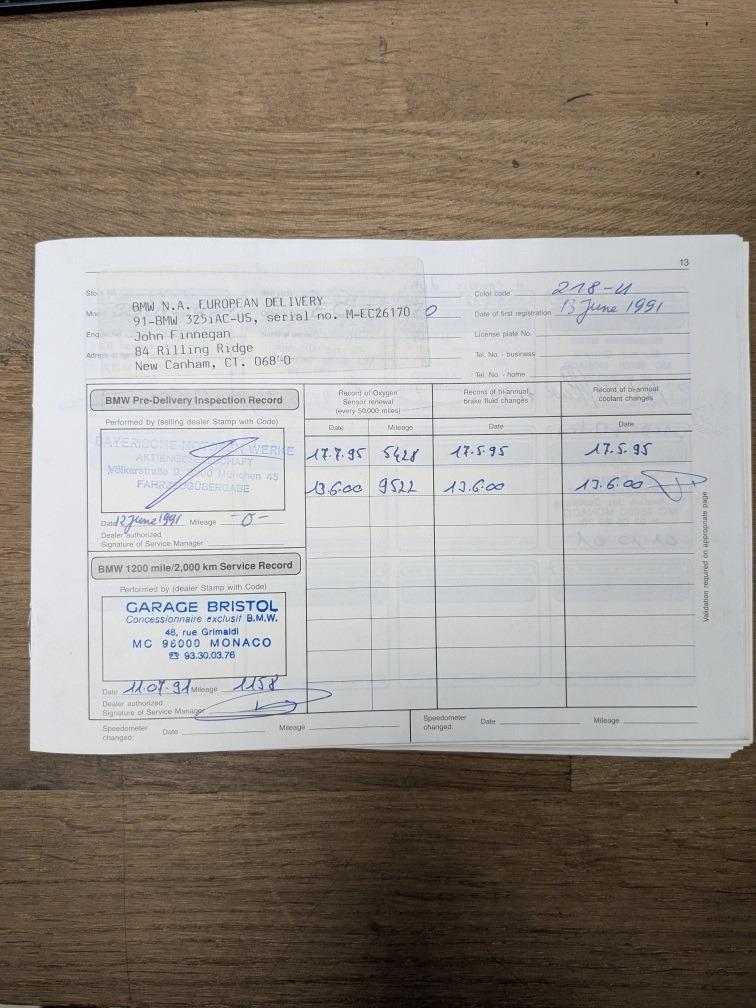 13
BMW N.A. EUROPEAN DELIVERY
91-BMW 325iAC-US, serial no. M-EC26170 0
John Finnegan
84 Rilling Ridge
New Canham, CT. 06840
Color code 218-U
Date of first registration 13 June 1991
License plate No.
Tel. No. - business
Tel. No. - home
BMW Pre-Delivery Inspection Record
Performed by (selling dealer Stamp with Code)
BAYERISCHE MOTOREN WERKE
AKTIENGESELLSCHAFT
München 45
Date 12 June 1991 Mileage -0-
Dealer authorized
Signature of Service Manager
BMW 1200 mile/2,000 km Service Record
Performed by (dealer Stamp with Code)
GARAGE BRISTOL
Concessionnaire exclusif B.M.W.
48, rue Grimaldi
MC 98000 MONACO
☎ 93.30.03.76
Date 11.07.91 Mileage 1158
Dealer authorized
Signature of Service Manager
Record of Oxygen
Sensor renewal
(every 50,000 miles)
Record of bi-annual
brake fluid changes
Record of bi-annual
coolant changes
Date Mileage Date Date
17.7.95 5428 17.5.95 17.5.95
13.6.00 9522 13.6.00 13.6.00
Validation required on appropriate page
Speedometer
changed: Date Mileage
Speedometer
changed: Date Mileage